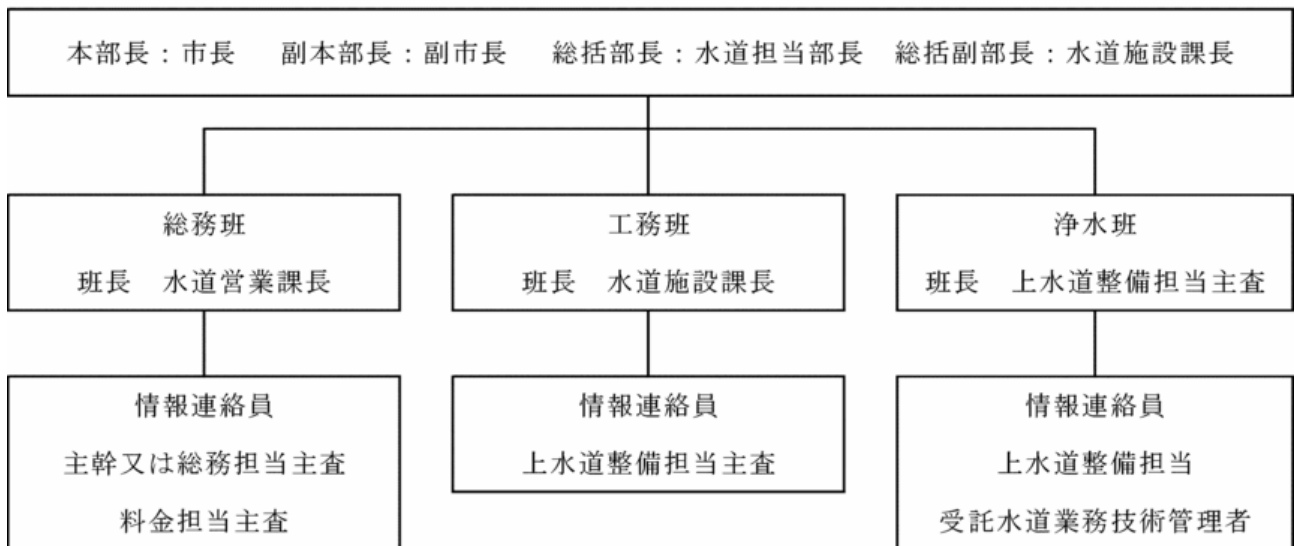 本部長：市長　副本部長：副市長　総括部長：水道担当部長　総括副部長：水道施設課長
総務班
班長　水道営業課長
工務班
班長　水道施設課長
浄水班
班長　上水道整備担当主査
情報連絡員
主幹又は総務担当主査
料金担当主査
情報連絡員
上水道整備担当主査
情報連絡員
上水道整備担当
受託水道業務技術管理者